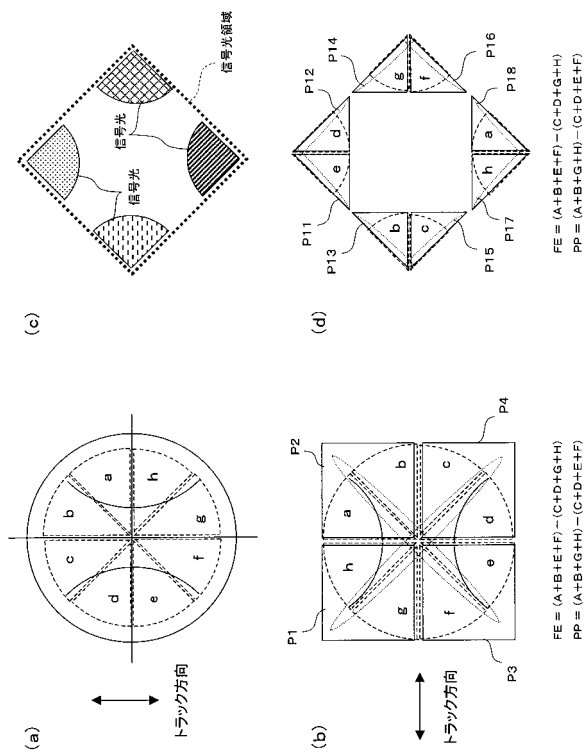 (a)
c b
d a
e h
f g
トラック方向
(b)
P1
P2
h a
g b
f c
e d
P3
P4
トラック方向
FE = (A+B+E+F)-(C+D+G+H)
PP = (A+B+G+H)-(C+D+E+F)
(c)
信号光
信号光
信号光領域
(d)
P11
P12
P13
P14
e d
b g
c f
h a
P15
P16
P17
P18
FE = (A+B+E+F)-(C+D+G+H)
PP = (A+B+G+H)-(C+D+E+F)